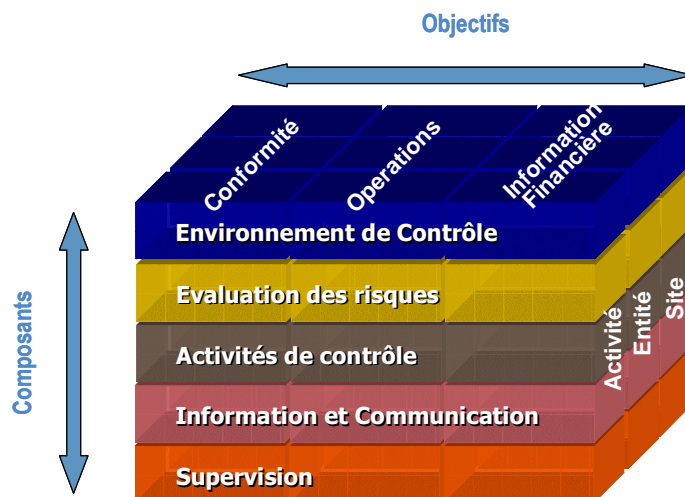 Objectifs
Conformité
Operations
Information
Financière
Environnement de Contrôle
Evaluation des risques
Activités de contrôle
Information et Communication
Supervision
Composants
Activité
Entité
Site